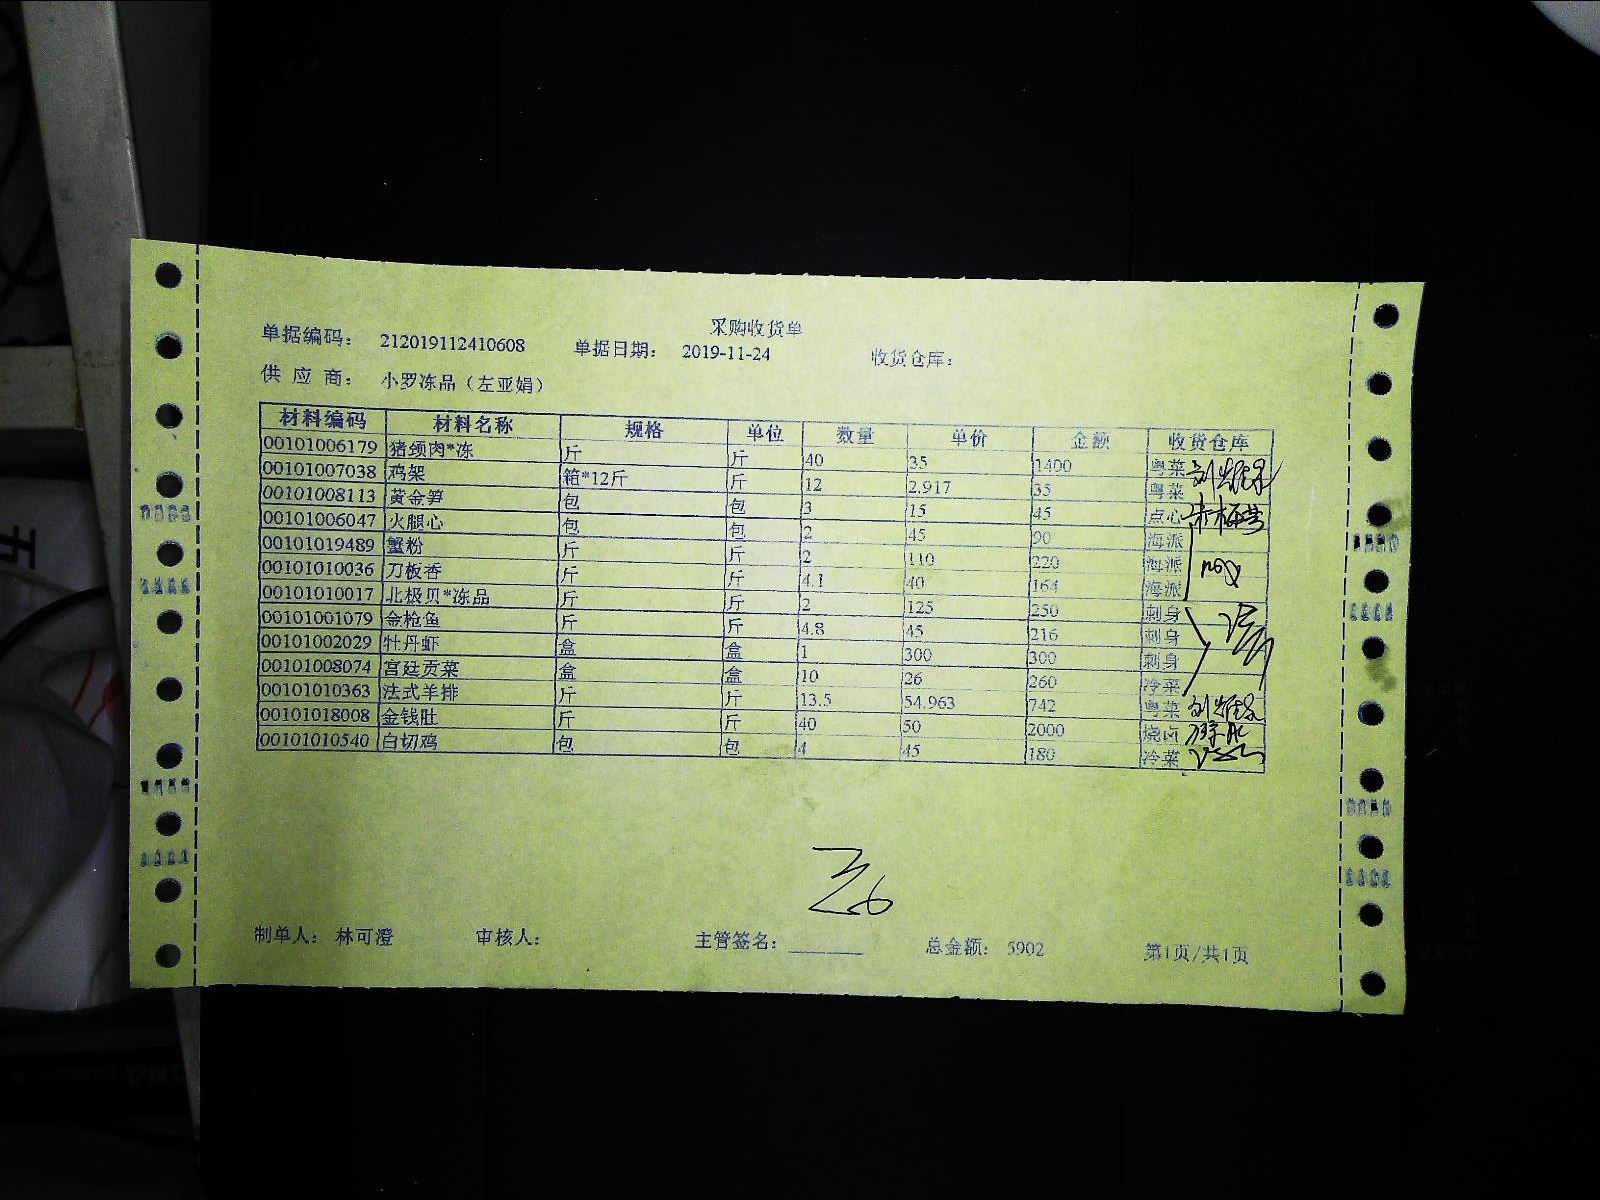 采购收货单
单据编码： 212019112410608 单据日期： 2019-11-24 收货仓库：
供 应 商： 小罗冻品（左亚娟）
材料编码 材料名称 规格 单位 数量 单价 金额 收货仓库
00101006179 猪颈肉*冻 斤 斤 40 35 1400 粤菜
00101007038 鸡架 箱*12斤 斤 12 2.917 35 粤菜
00101008113 黄金笋 包 包 3 15 45 点心
00101006047 火腿心 包 包 2 45 90 海派
00101019489 蟹粉 斤 斤 2 110 220 海派
00101010036 刀板香 斤 斤 4.1 40 164 海派
00101010017 北极贝*冻品 斤 斤 2 125 250 刺身
00101001079 金枪鱼 斤 斤 4.8 45 216 刺身
00101002029 牡丹虾 盒 盒 1 300 300 刺身
00101008074 宫廷贡菜 盒 盒 10 26 260 冷菜
00101010363 法式羊排 斤 斤 13.5 54.963 742 粤菜
00101018008 金钱肚 斤 斤 40 50 2000 烧卤
00101010540 白切鸡 包 包 4 45 180 冷菜
制单人： 林可澄 审核人： 主管签名： 总金额： 5902 第1页/共1页